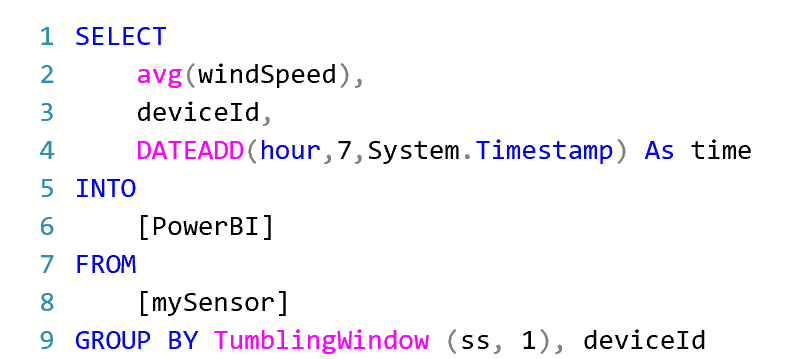 1 SELECT
2 avg(windSpeed),
3 deviceId,
4 DATEADD(hour,7,System.Timestamp) As time
5 INTO
6 [PowerBI]
7 FROM
8 [mySensor]
9 GROUP BY TumblingWindow (ss, 1), deviceId